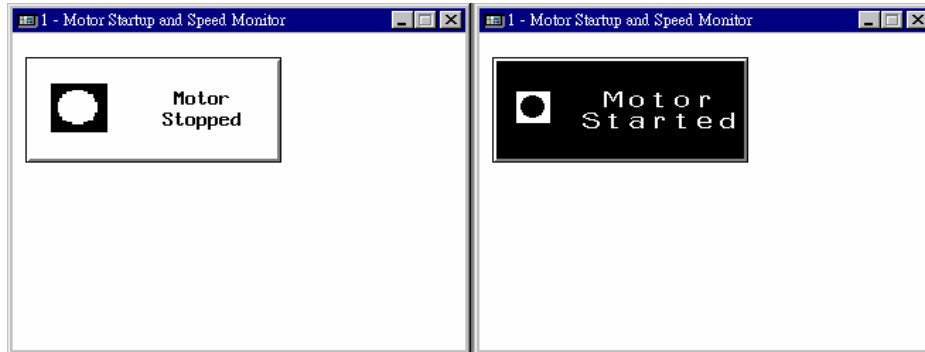 1 - Motor Startup and Speed Monitor
Motor
Stopped
1 - Motor Startup and Speed Monitor
Motor
Started